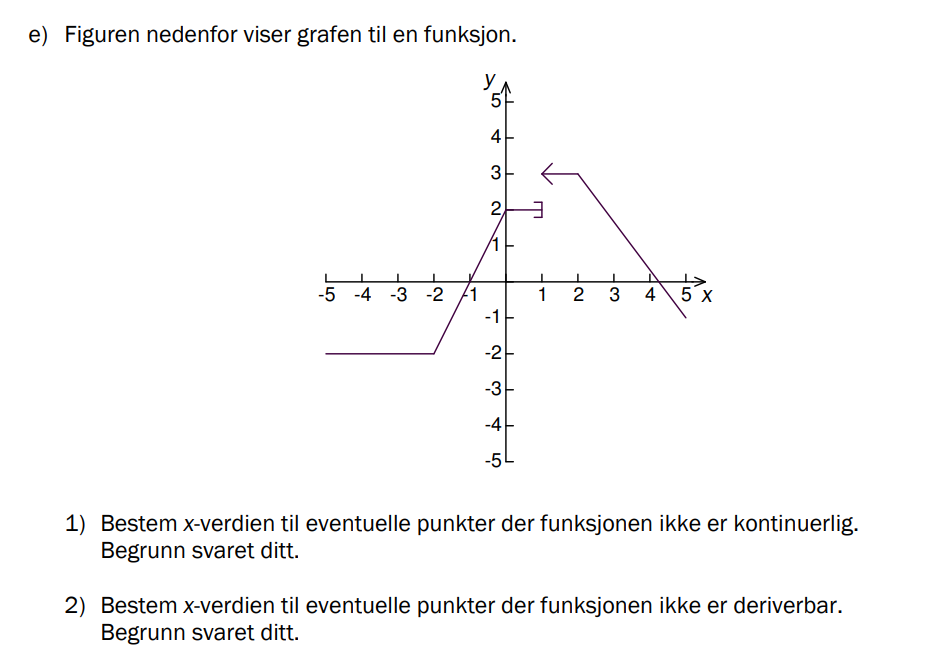 e) Figuren nedenfor viser grafen til en funksjon.
y
5
4
3
2
1
-5 -4 -3 -2 -1 1 2 3 4 5 x
-1
-2
-3
-4
-5
1) Bestem x-verdien til eventuelle punkter der funksjonen ikke er kontinuerlig.
Begrunn svaret ditt.
2) Bestem x-verdien til eventuelle punkter der funksjonen ikke er deriverbar.
Begrunn svaret ditt.